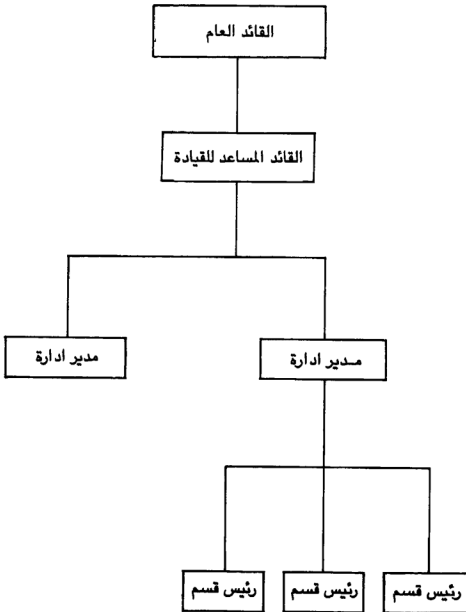 القائد العام
القائد المساعد للقيادة
مدير ادارة
مدير ادارة
رئيس قسم
رئيس قسم
رئيس قسم